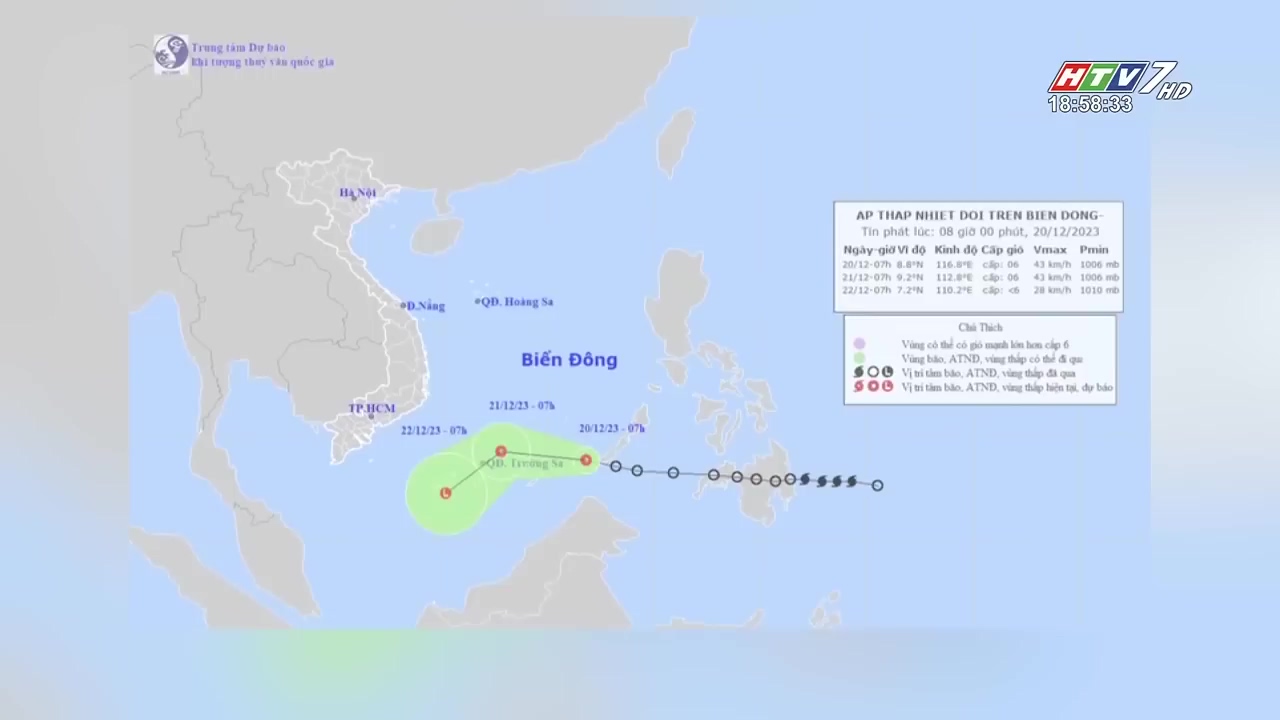 Trung tâm Dự báo
khí tượng thuỷ văn quốc gia
HTV7 HD
18:58:33
AP THAP NHIET DOI TREN BIEN DONG-
Tin phát lúc: 08 giờ 00 phút, 20/12/2023
Ngày-giờ Vĩ độ Kinh độ Cấp gió Vmax Pmin
20/12-07h 8.8°N 116.8°E cấp: 06 43 km/h 1006 mb
21/12-07h 9.2°N 112.8°E cấp: 06 43 km/h 1006 mb
22/12-07h 7.2°N 110.2°E cấp: <6 28 km/h 1010 mb
Chú Thích
Vùng có thể có gió mạnh lớn hơn cấp 6
Vùng bão, ATNĐ, vùng thấp có thể đi qua
Vị trí tâm bão, ATNĐ, vùng thấp đã qua
Vị trí tâm bão, ATNĐ, vùng thấp hiện tại, dự báo
Hà Nội
Đ.Nẵng
QĐ. Hoàng Sa
Biển Đông
TP.HCM
21/12/23 - 07h
22/12/23 - 07h
20/12/23 - 07h
QĐ. Trường Sa